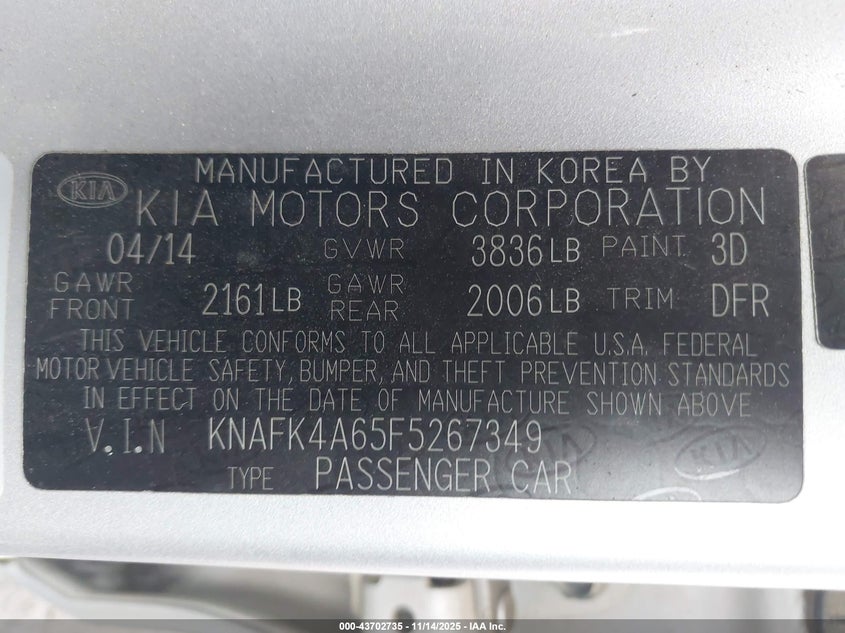 MANUFACTURED IN KOREA BY
KIA KIA MOTORS CORPORATION
04/14 GVWR 3836LB PAINT 3D
GAWR FRONT 2161LB GAWR REAR 2006LB TRIM DFR
THIS VEHICLE CONFORMS TO ALL APPLICABLE U.S.A. FEDERAL
MOTOR VEHICLE SAFETY, BUMPER, AND THEFT PREVENTION STANDARDS
IN EFFECT ON THE DATE OF MANUFACTURE SHOWN ABOVE
V.I.N KNAFK4A65F5267349
TYPE PASSENGER CAR
KIA
KIA
000-43702735 - 11/14/2025 - IAA Inc.